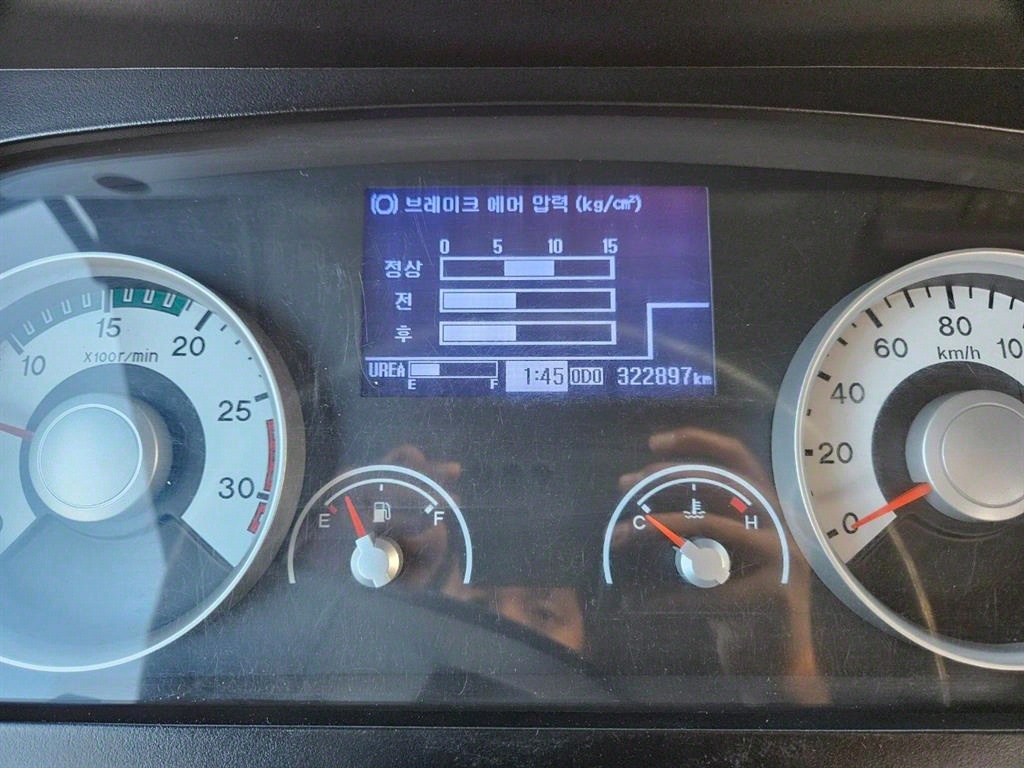 (O) 브레이크 에어 압력 (kg/cm²)
0 5 10 15
정상
전
후
UREA E F 1:45 ODO 322897km
10 15 20 25 30
X100r/min
E F
C H
0 20 40 60 80
km/h